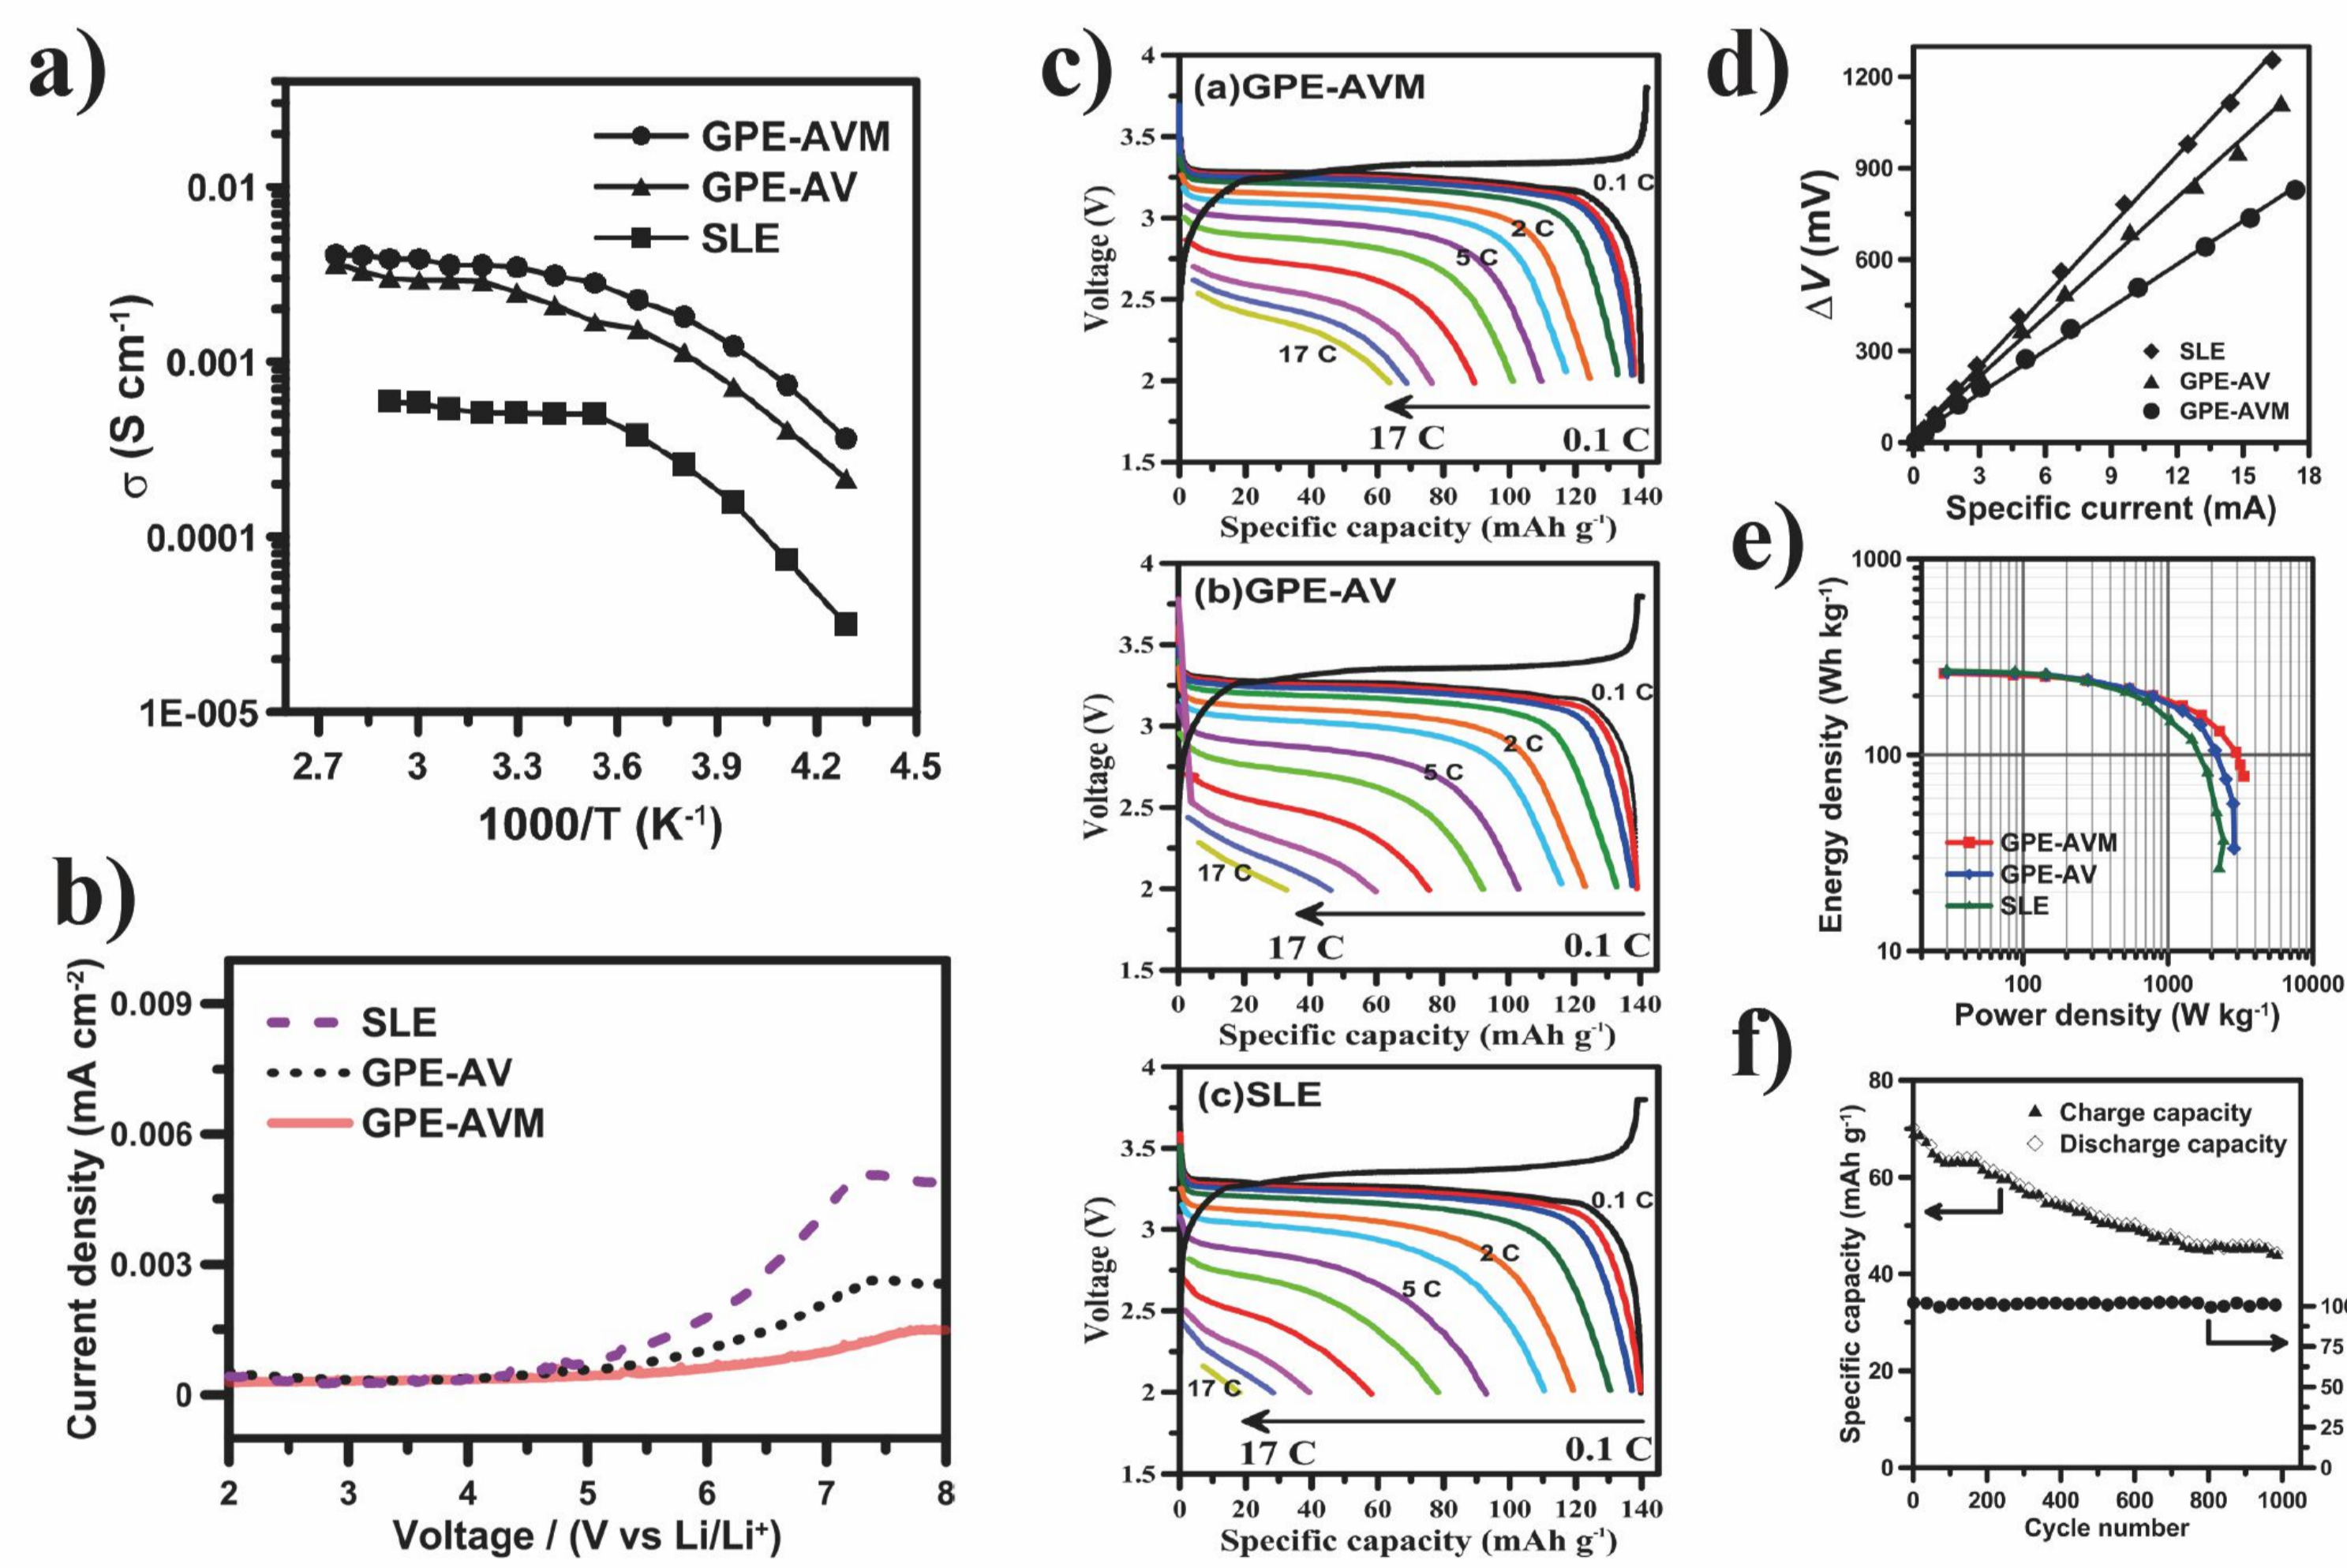 a)
GPE-AVM
GPE-AV
SLE
0.01
0.001
0.0001
1E-005
σ (S cm-1)
2.7 3 3.3 3.6 3.9 4.2 4.5
1000/T (K-1)
b)
SLE
GPE-AV
GPE-AVM
0.009
0.006
0.003
0
Current density (mA cm-2)
2 3 4 5 6 7 8
Voltage / (V vs Li/Li+)
c)
(a)GPE-AVM
4
3.5
3
2.5
2
1.5
Voltage (V)
0.1 C
2 C
5 C
17 C
17 C 0.1 C
0 20 40 60 80 100 120 140
Specific capacity (mAh g-1)
(b)GPE-AV
4
3.5
3
2.5
2
1.5
Voltage (V)
0.1 C
2 C
5 C
17 C
17 C 0.1 C
0 20 40 60 80 100 120 140
Specific capacity (mAh g-1)
(c)SLE
4
3.5
3
2.5
2
1.5
Voltage (V)
0.1 C
2 C
5 C
17 C
17 C 0.1 C
0 20 40 60 80 100 120 140
Specific capacity (mAh g-1)
d)
1200
900
600
300
0
ΔV (mV)
SLE
GPE-AV
GPE-AVM
0 3 6 9 12 15 18
Specific current (mA)
e)
1000
100
10
Energy density (Wh kg-1)
GPE-AVM
GPE-AV
SLE
100 1000 10000
Power density (W kg-1)
f)
80
60
40
20
0
Specific capacity (mAh g-1)
Charge capacity
Discharge capacity
75
50
25
0
0 200 400 600 800 1000
Cycle number